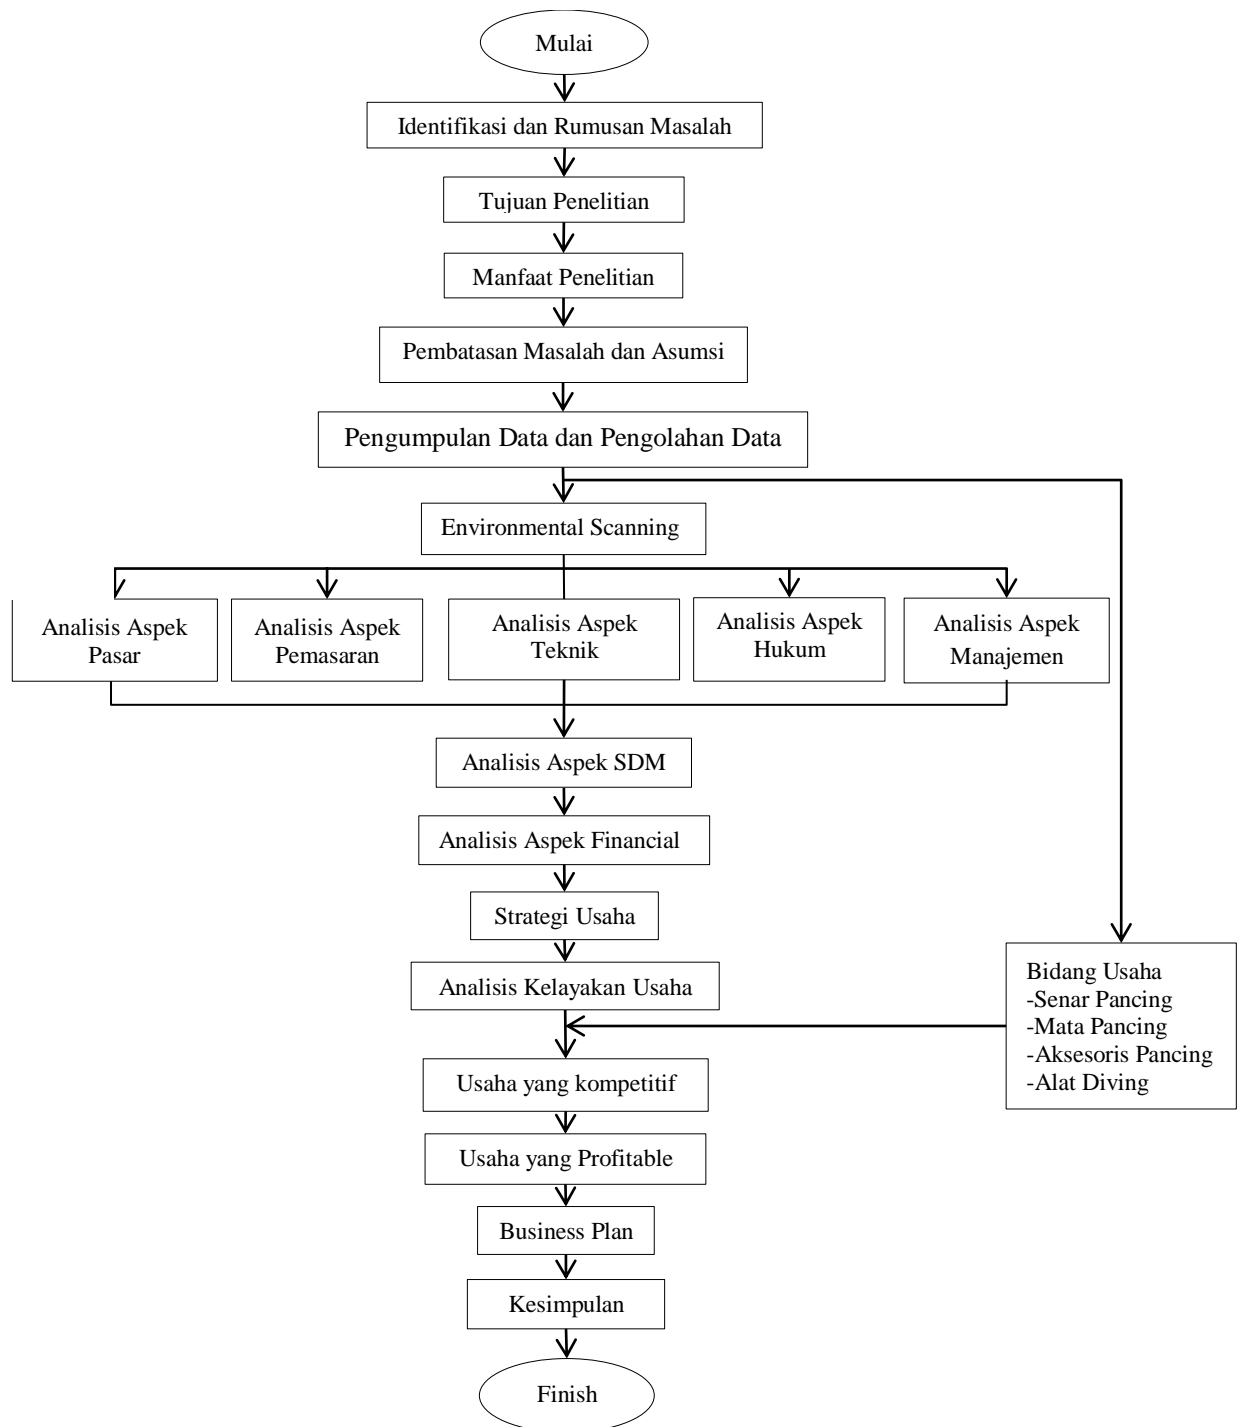 Mulai
Identifikasi dan Rumusan Masalah
Tujuan Penelitian
Manfaat Penelitian
Pembatasan Masalah dan Asumsi
Pengumpulan Data dan Pengolahan Data
Environmental Scanning
Analisis Aspek
Pasar
Analisis Aspek
Pemasaran
Analisis Aspek
Teknik
Analisis Aspek
Hukum
Analisis Aspek
Manajemen
Analisis Aspek SDM
Analisis Aspek Financial
Strategi Usaha
Analisis Kelayakan Usaha
Bidang Usaha
-Senar Pancing
-Mata Pancing
-Aksesoris Pancing
-Alat Diving
Usaha yang kompetitif
Usaha yang Profitable
Business Plan
Kesimpulan
Finish